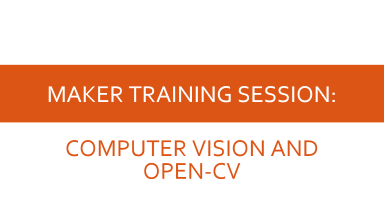 MAKER TRAINING SESSION:
COMPUTER VISION AND
OPEN-CV